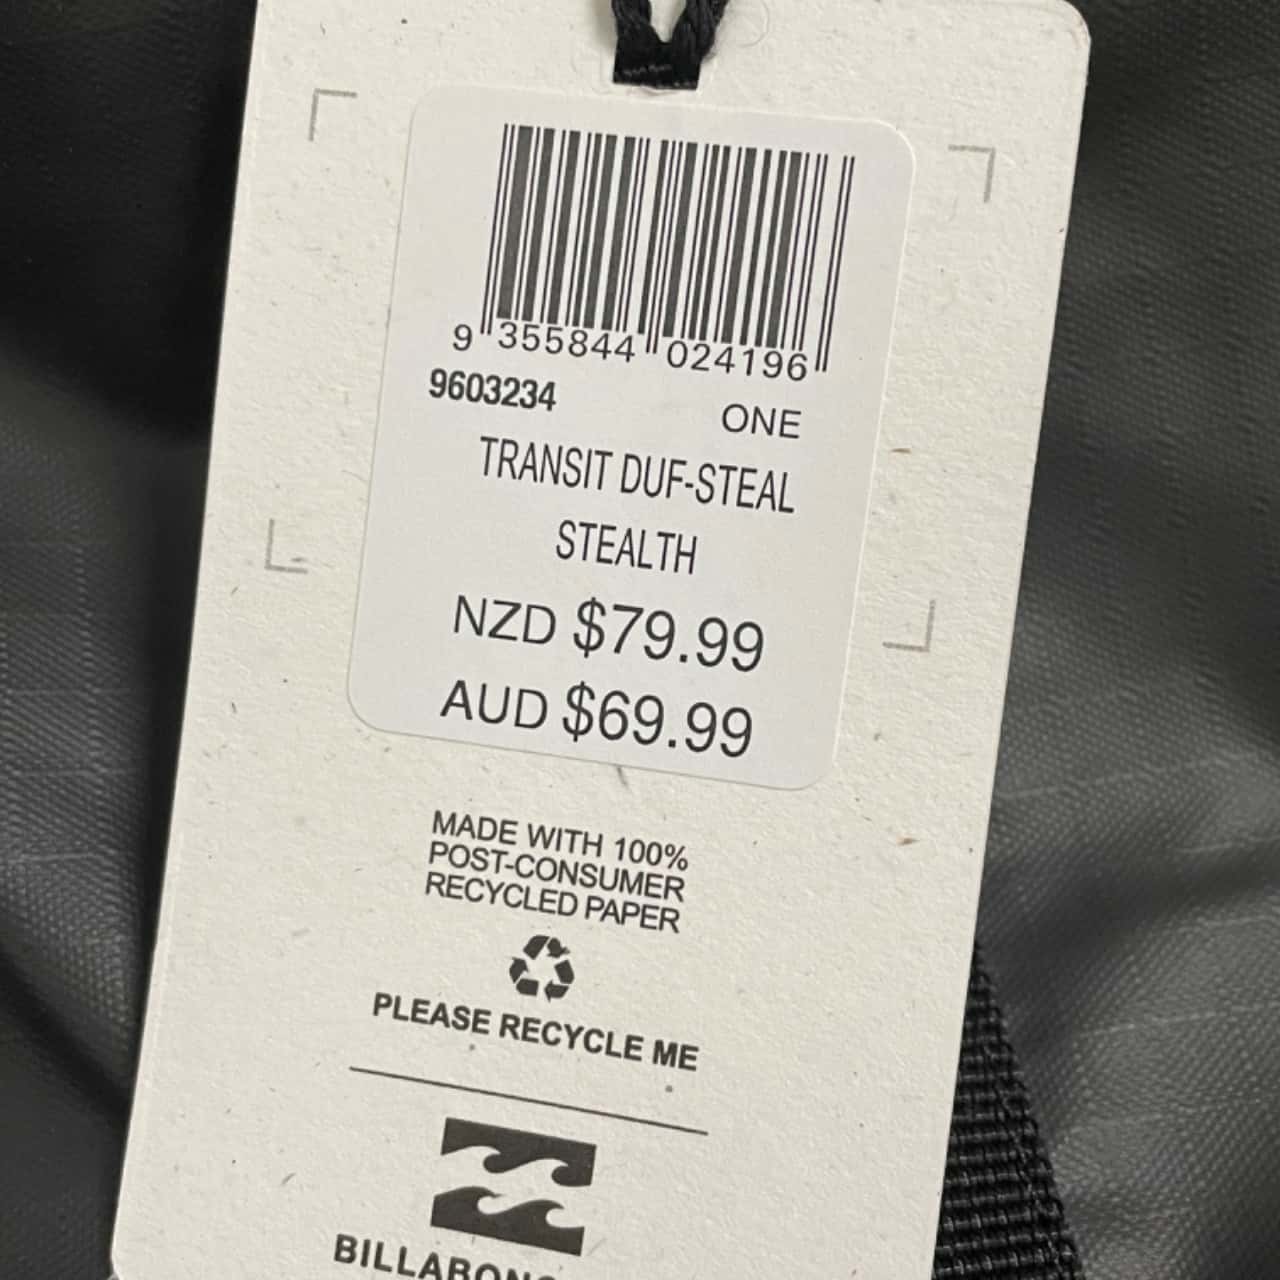 9 355844 024196
9603234 ONE
TRANSIT DUF-STEAL
STEALTH
NZD $79.99
AUD $69.99
MADE WITH 100%
POST-CONSUMER
RECYCLED PAPER
PLEASE RECYCLE ME
BILLABONG